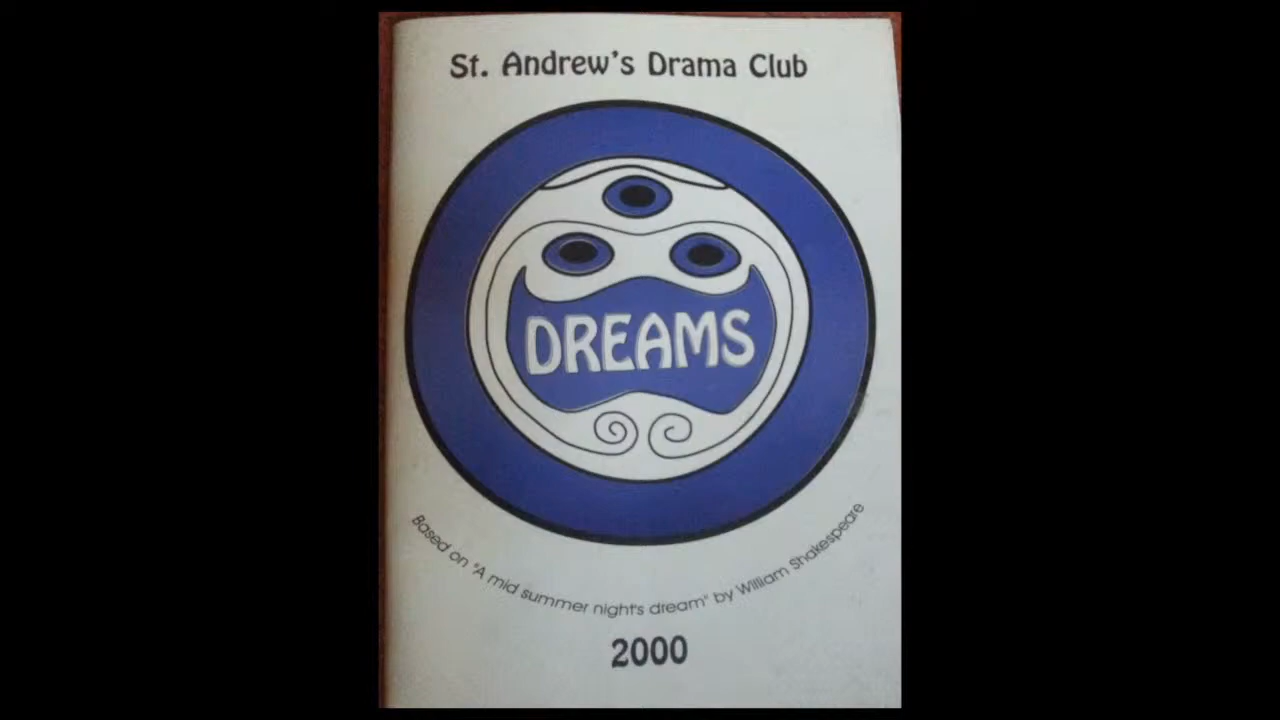 St. Andrew's Drama Club
DREAMS
Based on "A mid summer night's dream" by William Shakespeare
2000